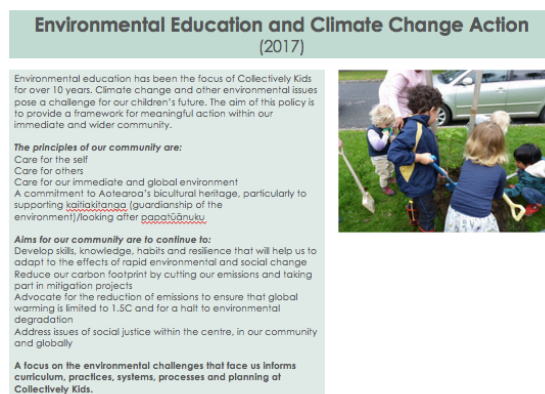 Environmental Education and Climate Change Action
(2017)
Environmental education has been the focus of Collectively Kids
for over 10 years. Climate change and other environmental issues
pose a challenge for our children's future. The aim of this policy is
to provide a framework for meaningful action within our
immediate and wider community.
The principles of our community are:
Care for the self
Care for others
Care for our immediate and global environment
A commitment to Aotearoa's bicultural heritage, particularly to
supporting kaitiakitanga (guardianship of the
environment)/looking after papatūānuku
Aims for our community are to continue to:
Develop skills, knowledge, habits and resilience that will help us to
adapt to the effects of rapid environmental and social change
Reduce our carbon footprint by cutting our emissions and taking
part in mitigation projects
Advocate for the reduction of emissions to ensure that global
warming is limited to 1.5C and for a halt to environmental
degradation
Address issues of social justice within the centre, in our community
and globally
A focus on the environmental challenges that face us informs
curriculum, practices, systems, processes and planning at
Collectively Kids.